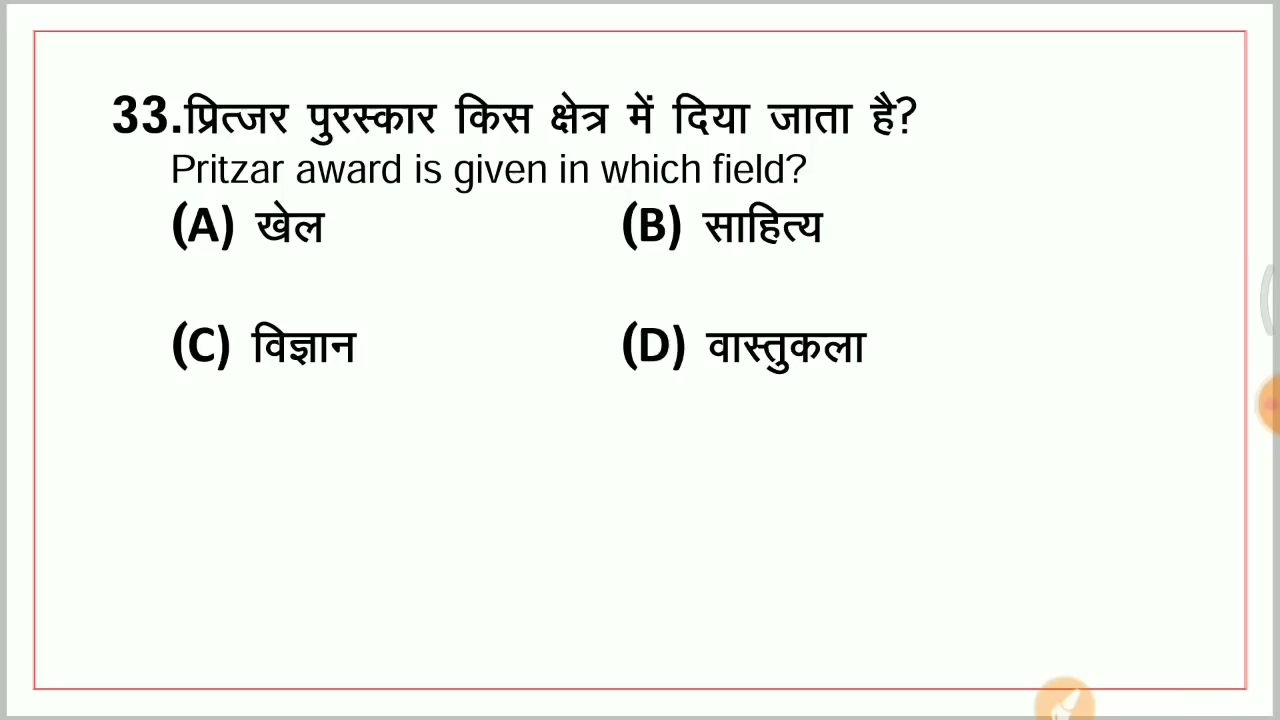 33.प्रित्जर पुरस्कार किस क्षेत्र में दिया जाता है?
Pritzar award is given in which field?
(A) खेल (B) साहित्य
(C) विज्ञान (D) वास्तुकला